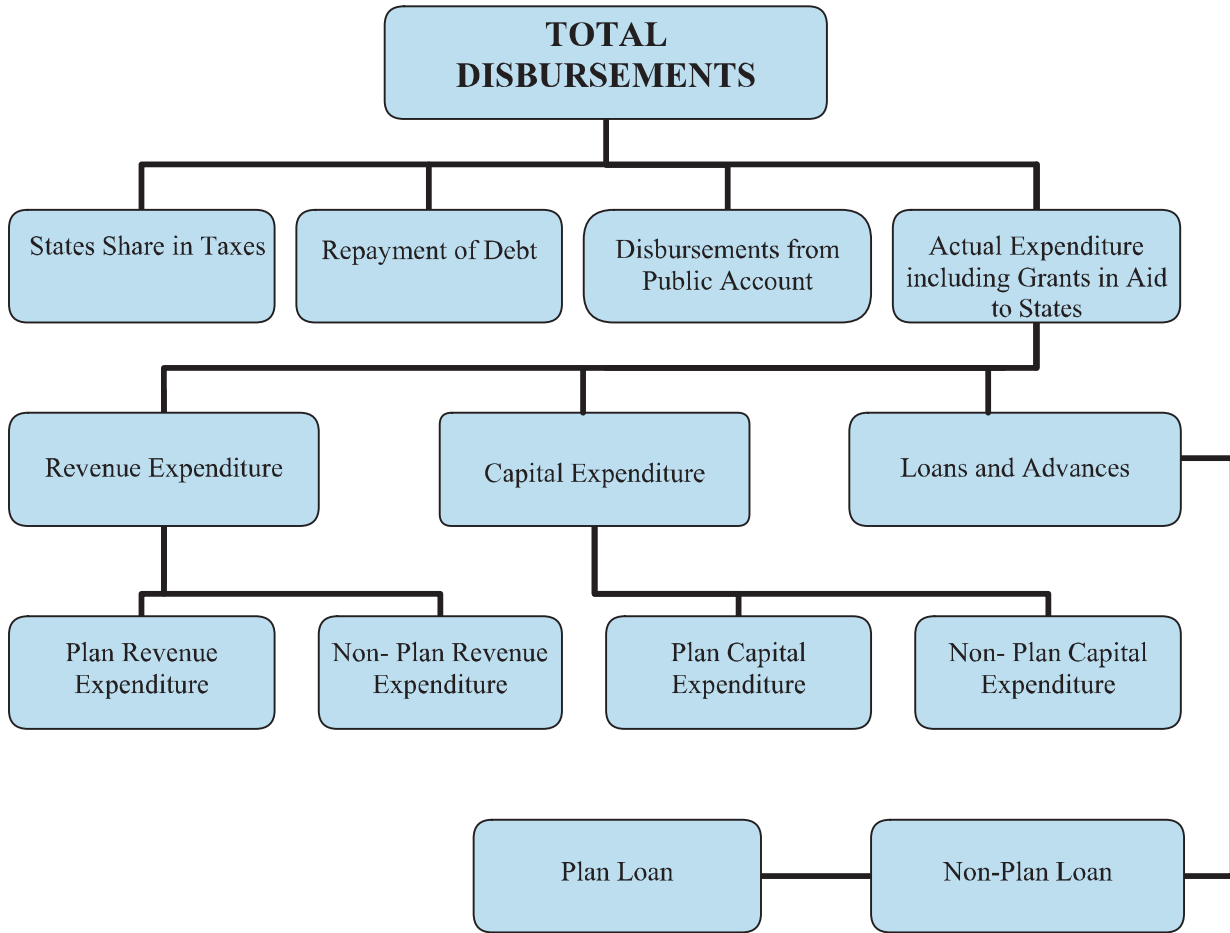 TOTAL
DISBURSEMENTS
States Share in Taxes
Repayment of Debt
Disbursements from
Public Account
Actual Expenditure
including Grants in Aid
to States
Revenue Expenditure
Capital Expenditure
Loans and Advances
Plan Revenue
Expenditure
Non- Plan Revenue
Expenditure
Plan Capital
Expenditure
Non- Plan Capital
Expenditure
Plan Loan
Non-Plan Loan